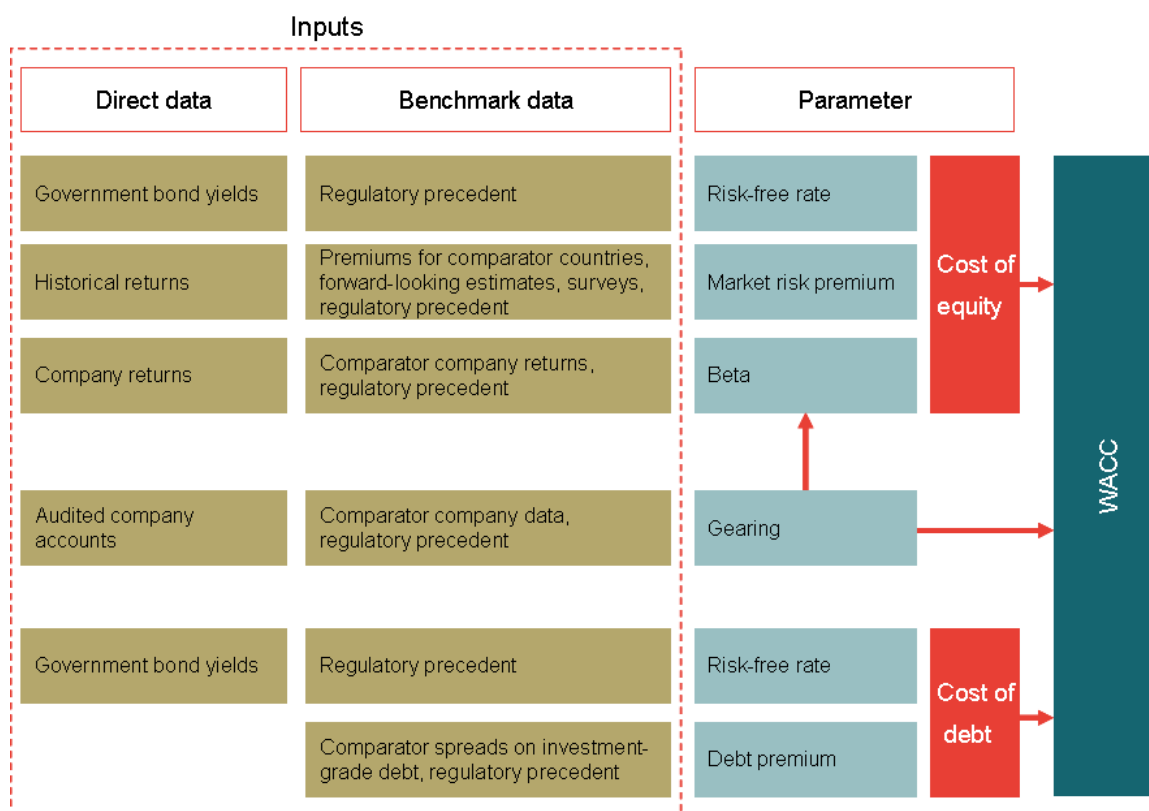 Inputs
Direct data
Benchmark data
Parameter
Government bond yields
Regulatory precedent
Risk-free rate
Historical returns
Premiums for comparator countries,
forward-looking estimates, surveys,
regulatory precedent
Market risk premium
Company returns
Comparator company returns,
regulatory precedent
Beta
Cost of
equity
Audited company
accounts
Comparator company data,
regulatory precedent
Gearing
Government bond yields
Regulatory precedent
Risk-free rate
Comparator spreads on investment-
grade debt, regulatory precedent
Debt premium
Cost of
debt
WACC